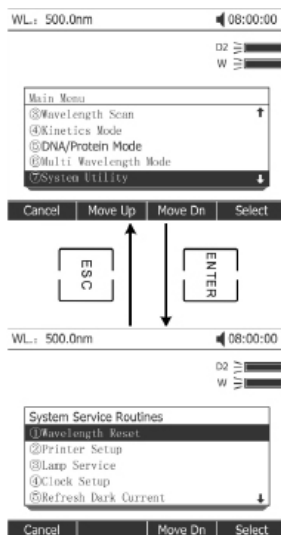 WL.: 500.0nm 08:00:00
D2
W
Main Menu
③Wavelength Scan
④Kinetics Mode
⑤DNA/Protein Mode
⑥Multi Wavelength Mode
⑦System Utility
Cancel Move Up Move Dn Select
ESC
ENTER
WL.: 500.0nm 08:00:00
D2
W
System Service Routines
①Wavelength Reset
②Printer Setup
③Lamp Service
④Clock Setup
⑤Refresh Dark Current
Cancel Move Dn Select